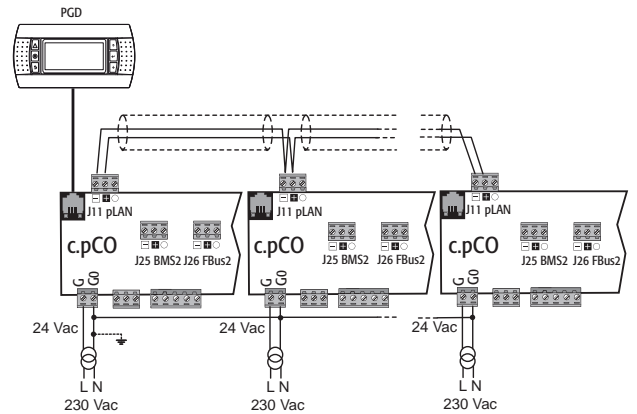 PGD
J11 pLAN
J11 pLAN
J11 pLAN
c.pCO
J25 BMS2 J26 FBus2
c.pCO
J25 BMS2 J26 FBus2
c.pCO
J25 BMS2 J26 FBus2
G G0
G G0
G G0
24 Vac
24 Vac
24 Vac
L N
L N
L N
230 Vac
230 Vac
230 Vac